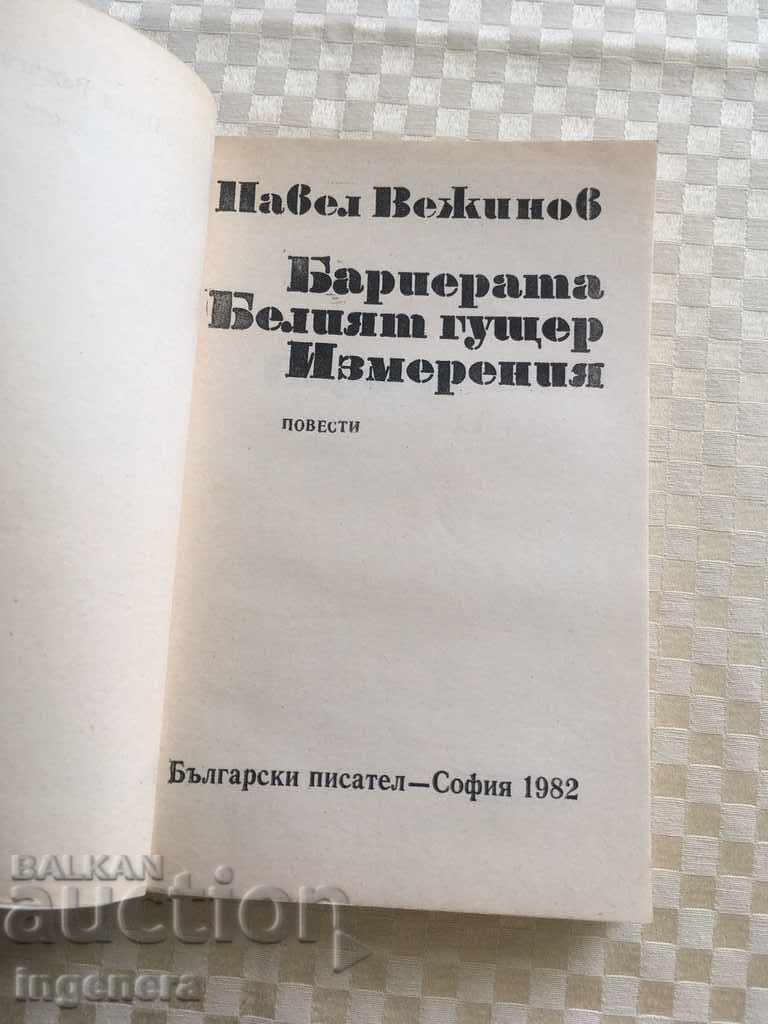 Павел Вежинов
Бариерата
Белият гущер
Измерения
ПОВЕСТИ
Български писател—София 1982
BALKAN
auction
ingenera